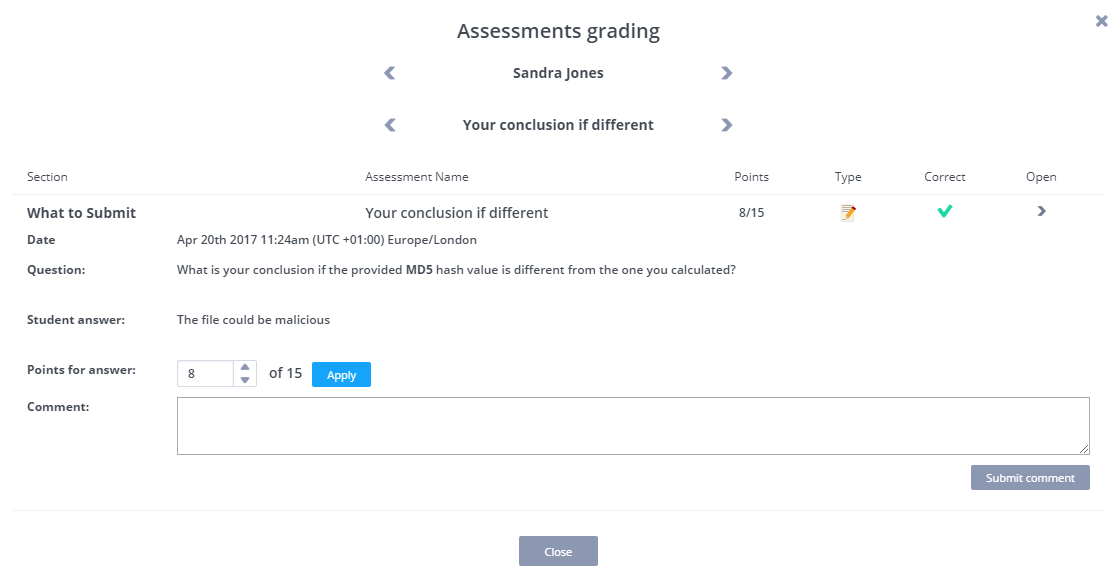 Assessments grading
Sandra Jones
Your conclusion if different
Section Assessment Name Points Type Correct Open
What to Submit Your conclusion if different 8/15
Date Apr 20th 2017 11:24am (UTC +01:00) Europe/London
Question: What is your conclusion if the provided MD5 hash value is different from the one you calculated?
Student answer: The file could be malicious
Points for answer: 8 of 15 Apply
Comment:
Submit comment
Close